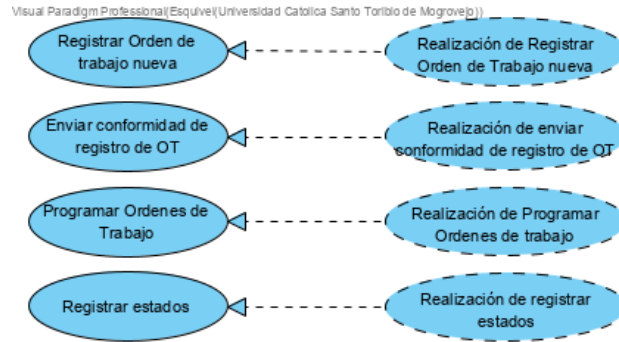 Visual Paradigm Professional(Esquivel(Universidad Catolica Santo Toribio de Mogrovejo))
Registrar Orden de
trabajo nueva
Realización de Registrar
Orden de Trabajo nueva
Enviar conformidad de
registro de OT
Realización de enviar
conformidad de registro de OT
Programar Ordenes de
Trabajo
Realización de Programar
Ordenes de trabajo
Registrar estados
Realización de registrar
estados